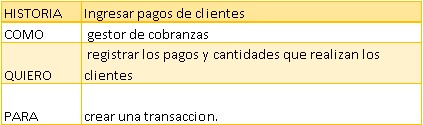 HISTORIA Ingresar pagos de clientes
COMO gestor de cobranzas
registrar los pagos y cantidades que realizan los
QUIERO clientes
PARA crear una transaccion.